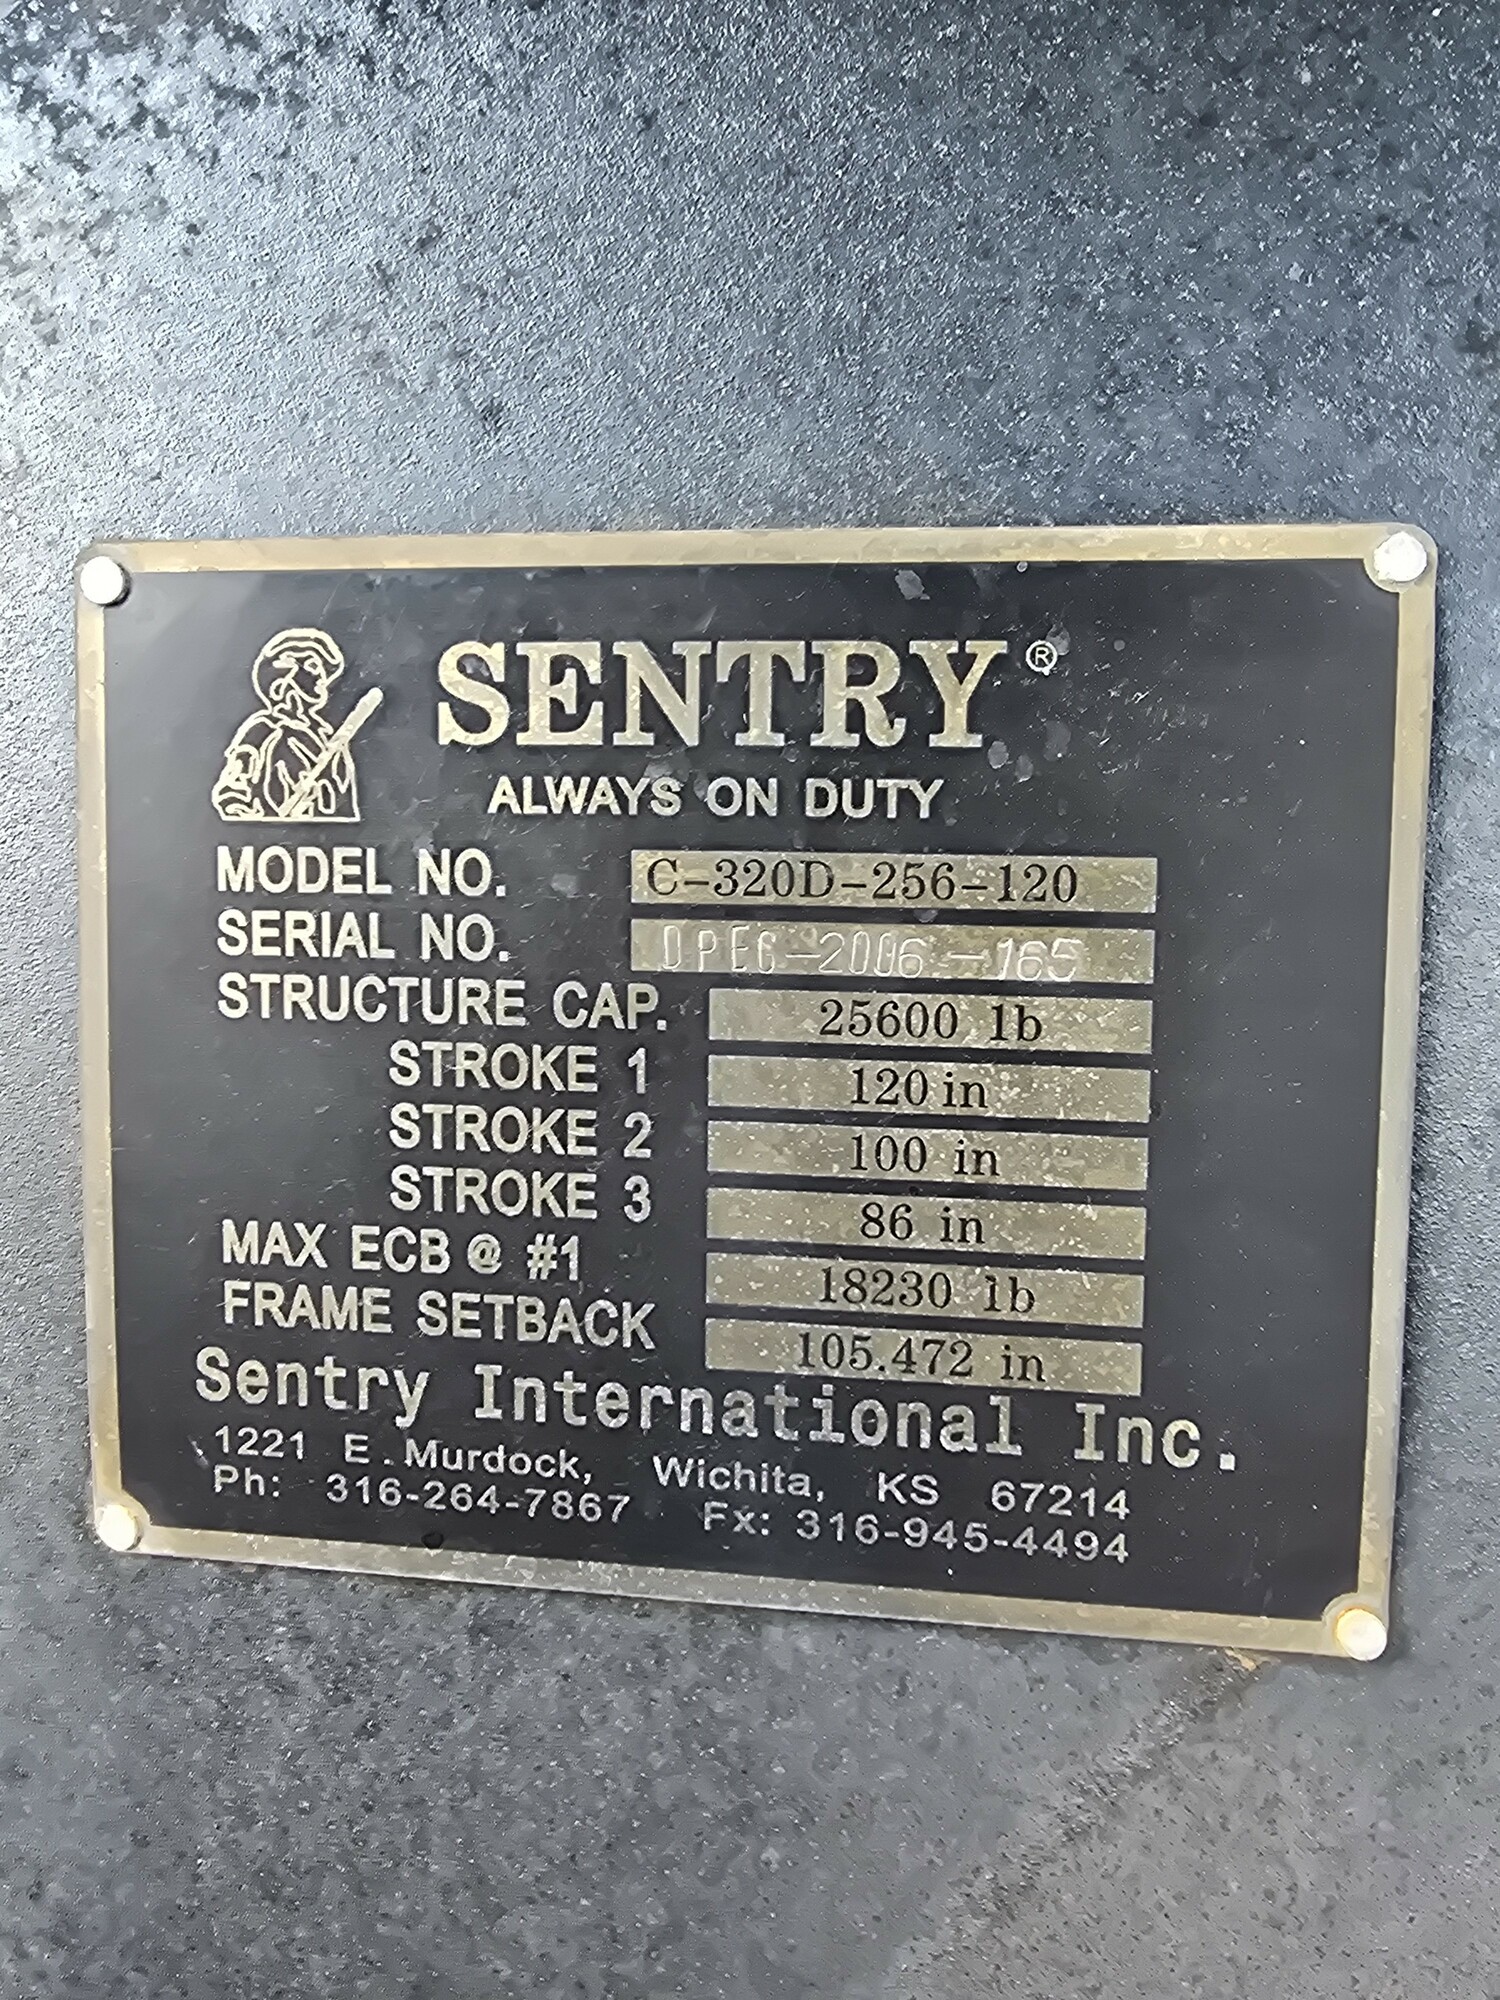 SENTRY®
ALWAYS ON DUTY
MODEL NO. C-320D-256-120
SERIAL NO. DPEG-2006-165
STRUCTURE CAP. 25600 lb
STROKE 1 120 in
STROKE 2 100 in
STROKE 3 86 in
MAX ECB @ #1 18230 lb
FRAME SETBACK 105.472 in
Sentry International Inc.
1221 E. Murdock, Wichita, KS 67214
Ph: 316-264-7867 Fx: 316-945-4494